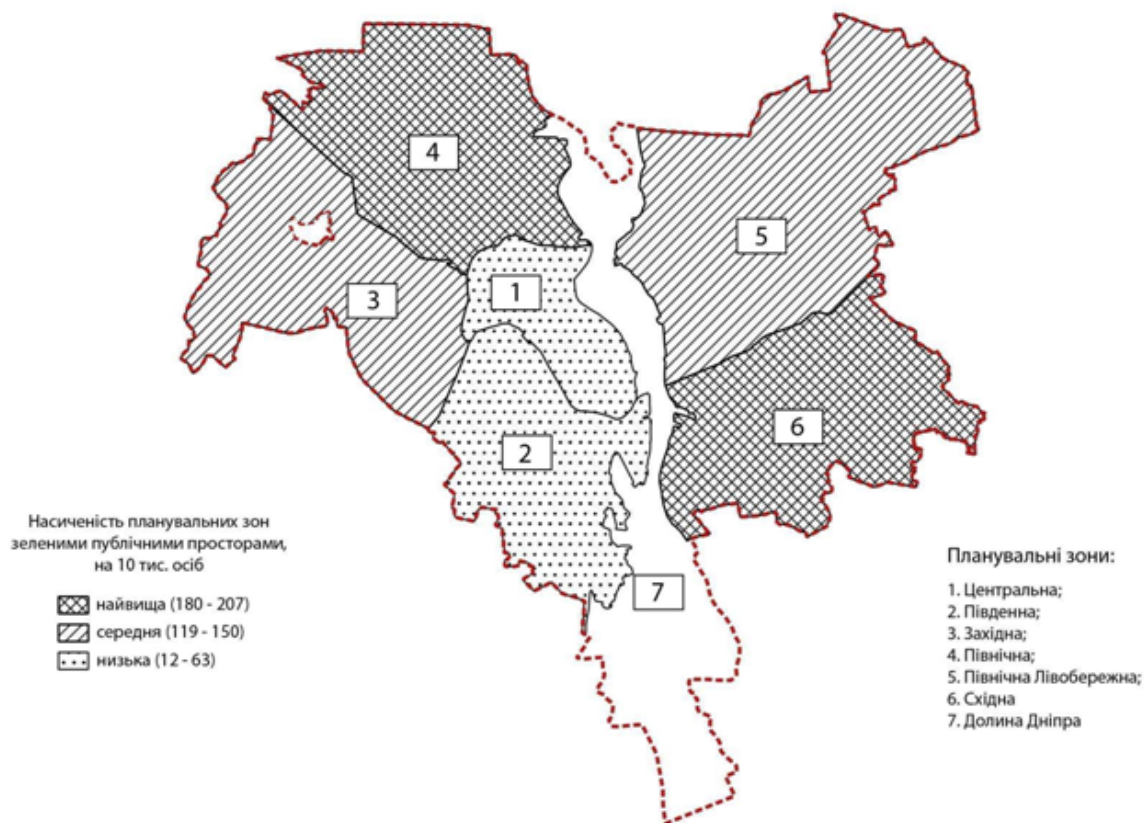 4
5
1
3
6
2
7
Насиченість планувальних зон
зеленими публічними просторами,
на 10 тис. осіб
найвища (180 - 207)
середня (119 - 150)
низька (12 - 63)
Планувальні зони:
1. Центральна;
2. Південна;
3. Західна;
4. Північна;
5. Північна Лівобережна;
6. Східна
7. Долина Дніпра